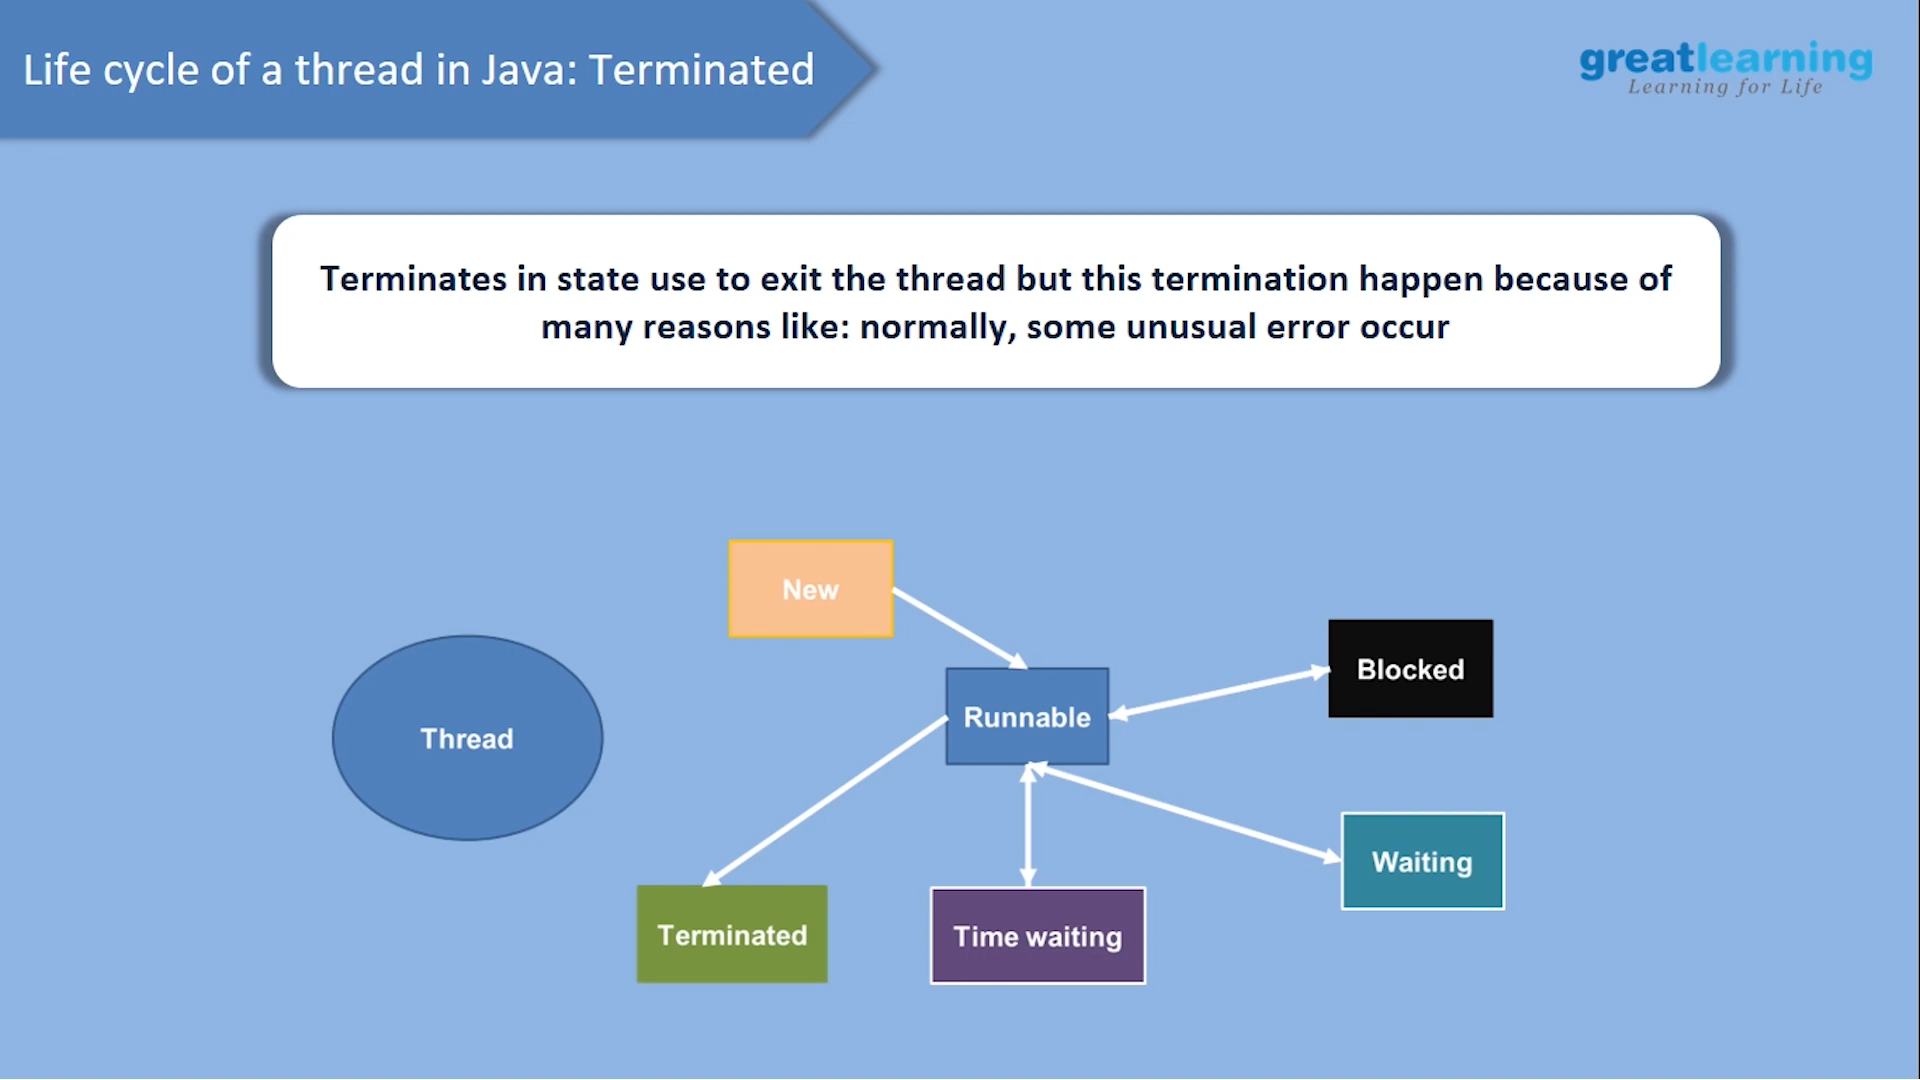 Life cycle of a thread in Java: Terminated
greatlearning
Learning for Life
Terminates in state use to exit the thread but this termination happen because of
many reasons like: normally, some unusual error occur
New
Blocked
Runnable
Thread
Waiting
Terminated
Time waiting